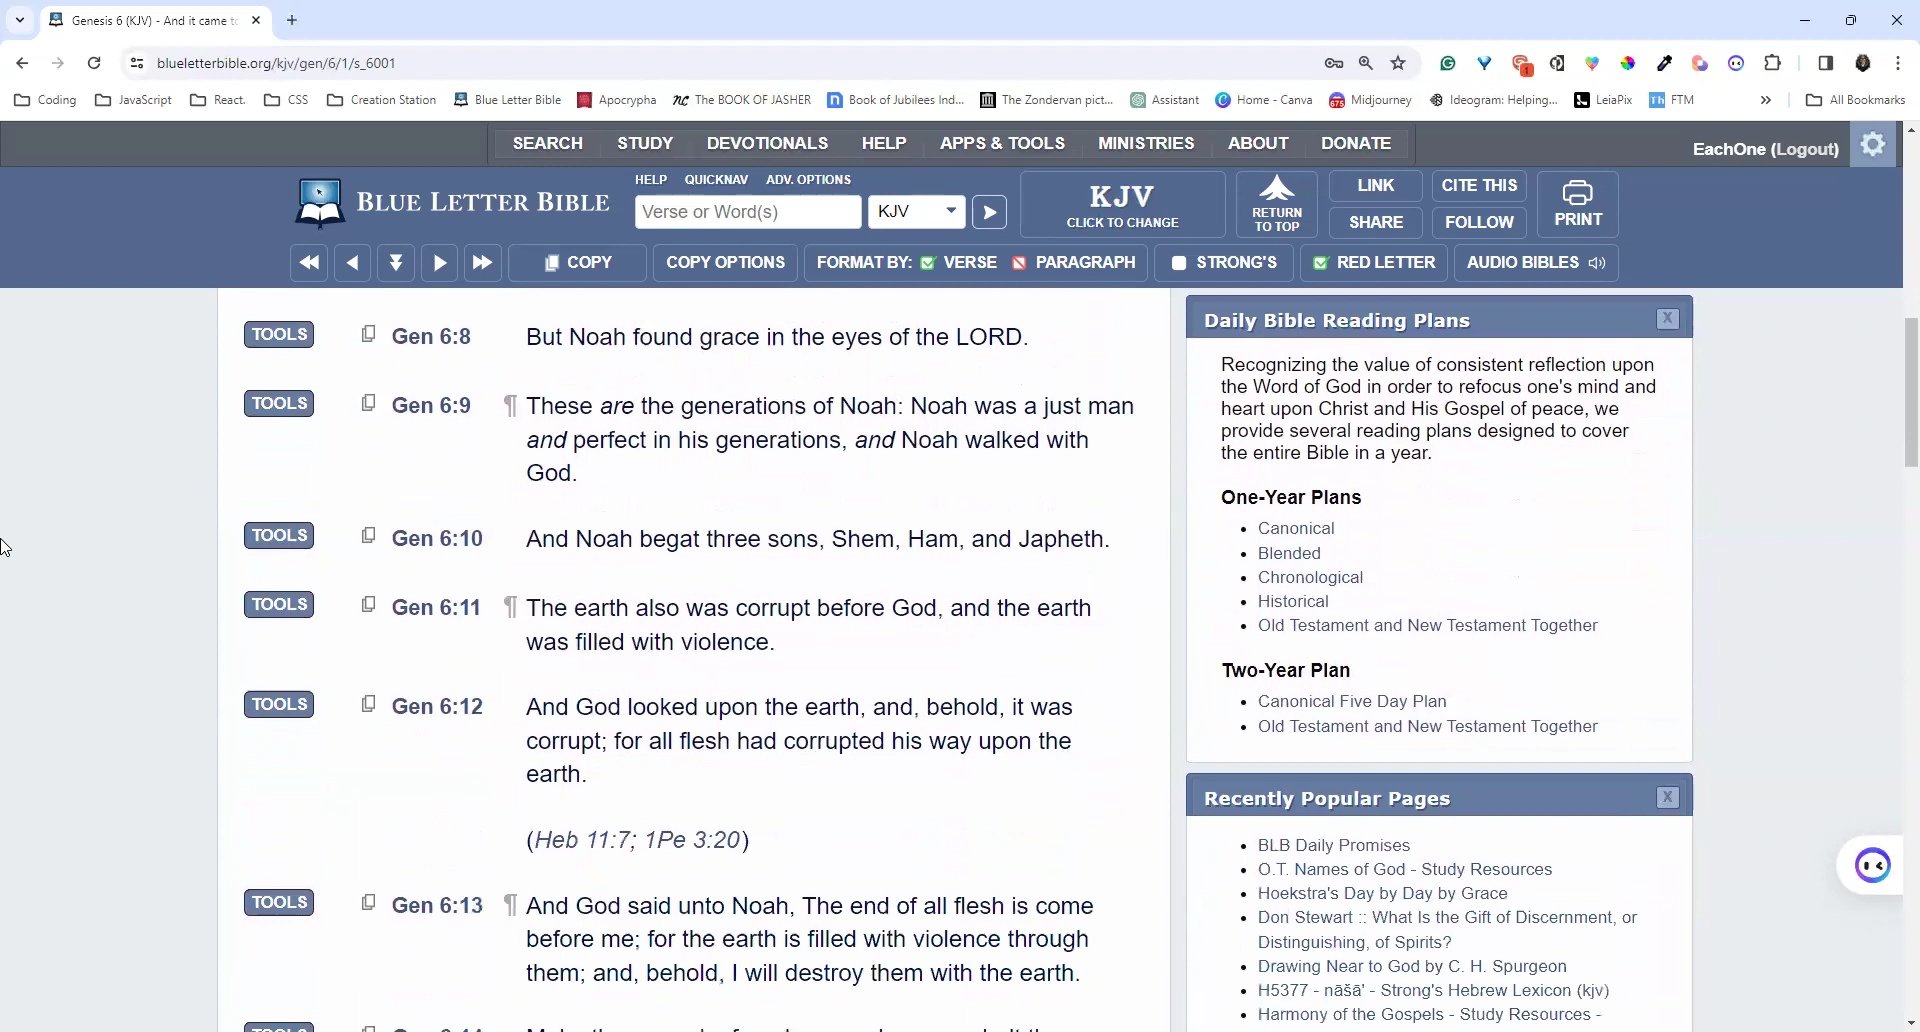 Genesis 6 (KJV) - And it came to
blueletterbible.org/kjv/gen/6/1/s_6001
1
Coding
JavaScript
React.
CSS
Creation Station
Blue Letter Bible
Apocrypha
The BOOK OF JASHER
Book of Jubilees Ind...
The Zondervan pict...
Assistant
Home - Canva
675
Midjourney
Ideogram: Helping...
LeiaPix
Th FTM
All Bookmarks
SEARCH STUDY DEVOTIONALS HELP APPS & TOOLS MINISTRIES ABOUT DONATE
EachOne (Logout)
BLUE LETTER BIBLE
HELP QUICKNAV ADV. OPTIONS
Verse or Word(s)
KJV
KJV
CLICK TO CHANGE
RETURN
TO TOP
LINK
CITE THIS
SHARE
FOLLOW
PRINT
COPY
COPY OPTIONS
FORMAT BY: VERSE PARAGRAPH
STRONG'S
RED LETTER
AUDIO BIBLES
TOOLS Gen 6:8 But Noah found grace in the eyes of the LORD.
TOOLS Gen 6:9 ¶ These are the generations of Noah: Noah was a just man
and perfect in his generations, and Noah walked with
God.
TOOLS Gen 6:10 And Noah begat three sons, Shem, Ham, and Japheth.
TOOLS Gen 6:11 ¶ The earth also was corrupt before God, and the earth
was filled with violence.
TOOLS Gen 6:12 And God looked upon the earth, and, behold, it was
corrupt; for all flesh had corrupted his way upon the
earth.
(Heb 11:7; 1Pe 3:20)
TOOLS Gen 6:13 ¶ And God said unto Noah, The end of all flesh is come
before me; for the earth is filled with violence through
them; and, behold, I will destroy them with the earth.
Daily Bible Reading Plans
X
Recognizing the value of consistent reflection upon
the Word of God in order to refocus one's mind and
heart upon Christ and His Gospel of peace, we
provide several reading plans designed to cover
the entire Bible in a year.
One-Year Plans
• Canonical
• Blended
• Chronological
• Historical
• Old Testament and New Testament Together
Two-Year Plan
• Canonical Five Day Plan
• Old Testament and New Testament Together
Recently Popular Pages
X
• BLB Daily Promises
• O.T. Names of God - Study Resources
• Hoekstra's Day by Day by Grace
• Don Stewart :: What Is the Gift of Discernment, or
Distinguishing, of Spirits?
• Drawing Near to God by C. H. Spurgeon
• H5377 - nāšā' - Strong's Hebrew Lexicon (kjv)
• Harmony of the Gospels - Study Resources -